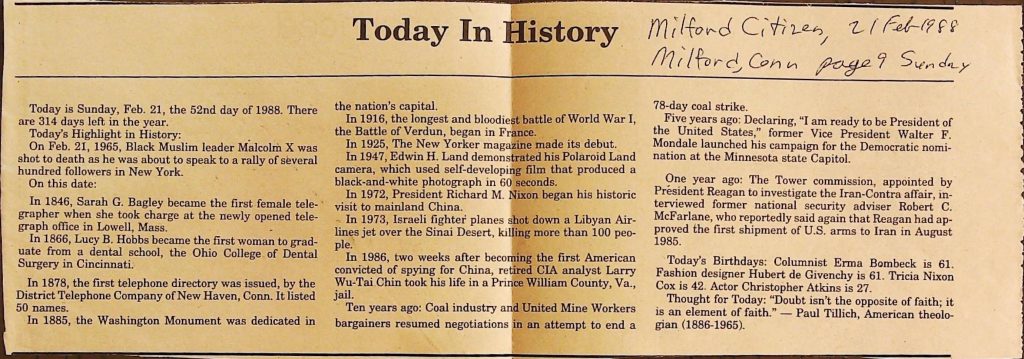 Today In History
Milford Citizen, 21 Feb 1988
Milford, Conn page 9 Sunday
Today is Sunday, Feb. 21, the 52nd day of 1988. There
are 314 days left in the year.
Today's Highlight in History:
On Feb. 21, 1965, Black Muslim leader Malcolm X was
shot to death as he was about to speak to a rally of several
hundred followers in New York.
On this date:
In 1846, Sarah G. Bagley became the first female tele-
grapher when she took charge at the newly opened tele-
graph office in Lowell, Mass.
In 1866, Lucy B. Hobbs became the first woman to grad-
uate from a dental school, the Ohio College of Dental
Surgery in Cincinnati.
In 1878, the first telephone directory was issued, by the
District Telephone Company of New Haven, Conn. It listed
50 names.
In 1885, the Washington Monument was dedicated in
the nation's capital.
In 1916, the longest and bloodiest battle of World War I,
the Battle of Verdun, began in France.
In 1925, The New Yorker magazine made its debut.
In 1947, Edwin H. Land demonstrated his Polaroid Land
camera, which used self-developing film that produced a
black-and-white photograph in 60 seconds.
In 1972, President Richard M. Nixon began his historic
visit to mainland China.
In 1973, Israeli fighter planes shot down a Libyan Air-
lines jet over the Sinai Desert, killing more than 100 peo-
ple.
In 1986, two weeks after becoming the first American
convicted of spying for China, retired CIA analyst Larry
Wu-Tai Chin took his life in a Prince William County, Va.,
jail.
Ten years ago: Coal industry and United Mine Workers
bargainers resumed negotiations in an attempt to end a
78-day coal strike.
Five years ago: Declaring, "I am ready to be President of
the United States," former Vice President Walter F.
Mondale launched his campaign for the Democratic nomi-
nation at the Minnesota state Capitol.
One year ago: The Tower commission, appointed by
President Reagan to investigate the Iran-Contra affair, in-
terviewed former national security adviser Robert C.
McFarlane, who reportedly said again that Reagan had ap-
proved the first shipment of U.S. arms to Iran in August
1985.
Today's Birthdays: Columnist Erma Bombeck is 61.
Fashion designer Hubert de Givenchy is 61. Tricia Nixon
Cox is 42. Actor Christopher Atkins is 27.
Thought for Today: "Doubt isn't the opposite of faith; it
is an element of faith." — Paul Tillich, American theolo-
gian (1886-1965).